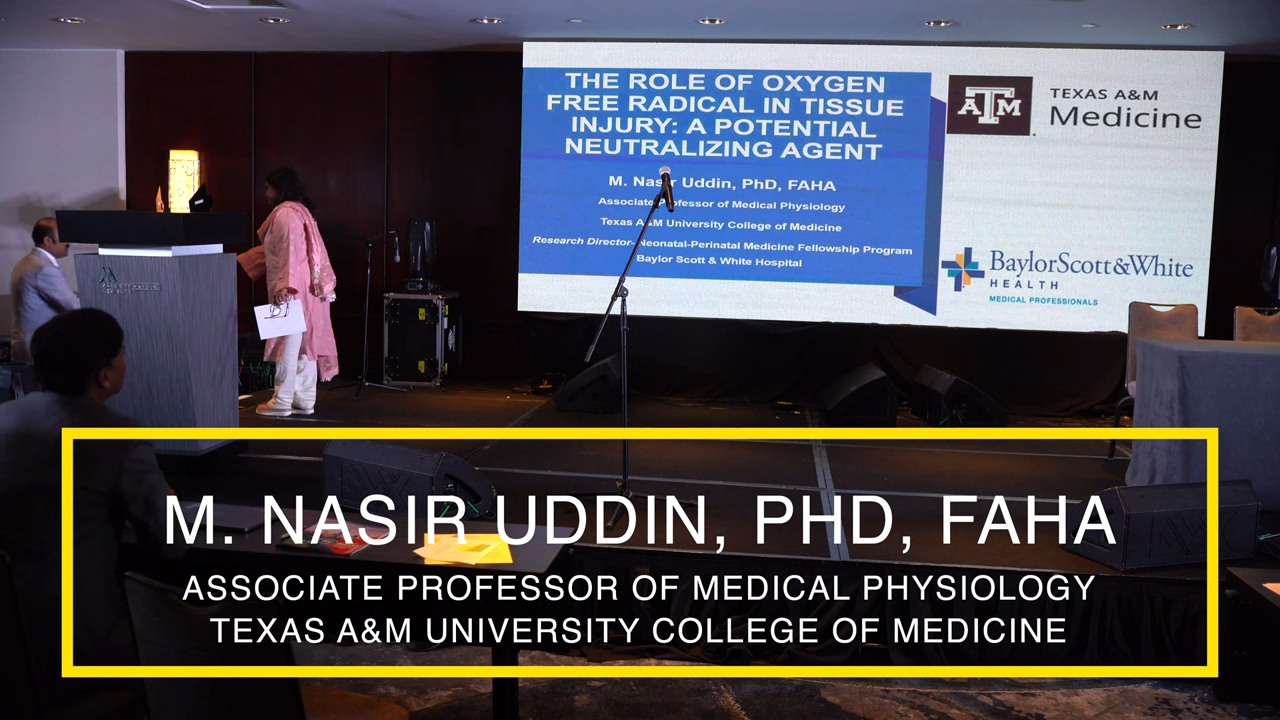 THE ROLE OF OXYGEN
FREE RADICAL IN TISSUE
INJURY: A POTENTIAL
NEUTRALIZING AGENT
M. Nasir Uddin, PhD, FAHA
Associate Professor of Medical Physiology
Texas A&M University College of Medicine
Research Director- Neonatal-Perinatal Medicine Fellowship Program
Baylor Scott & White Hospital
ATM
TEXAS A&M
Medicine
BaylorScott&White
HEALTH
MEDICAL PROFESSIONALS
M. NASIR UDDIN, PHD, FAHA
ASSOCIATE PROFESSOR OF MEDICAL PHYSIOLOGY
TEXAS A&M UNIVERSITY COLLEGE OF MEDICINE